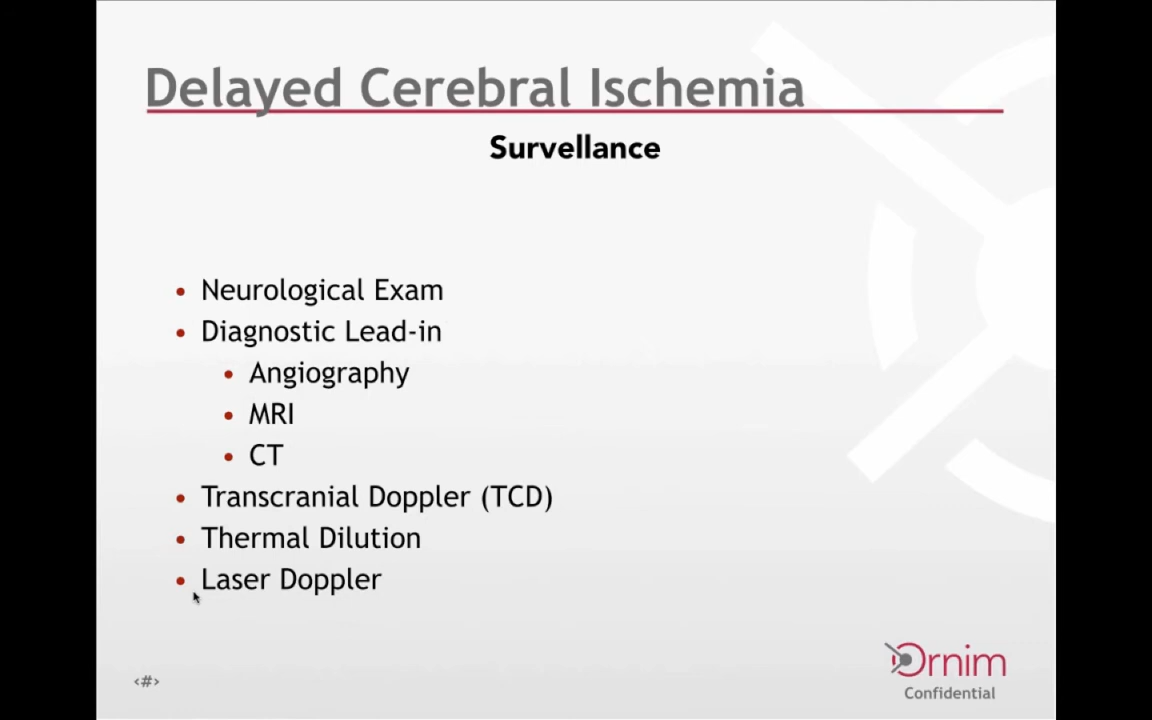 Delayed Cerebral Ischemia
Survellance
• Neurological Exam
• Diagnostic Lead-in
• Angiography
• MRI
• CT
• Transcranial Doppler (TCD)
• Thermal Dilution
• Laser Doppler
‹#›
Ornim
Confidential